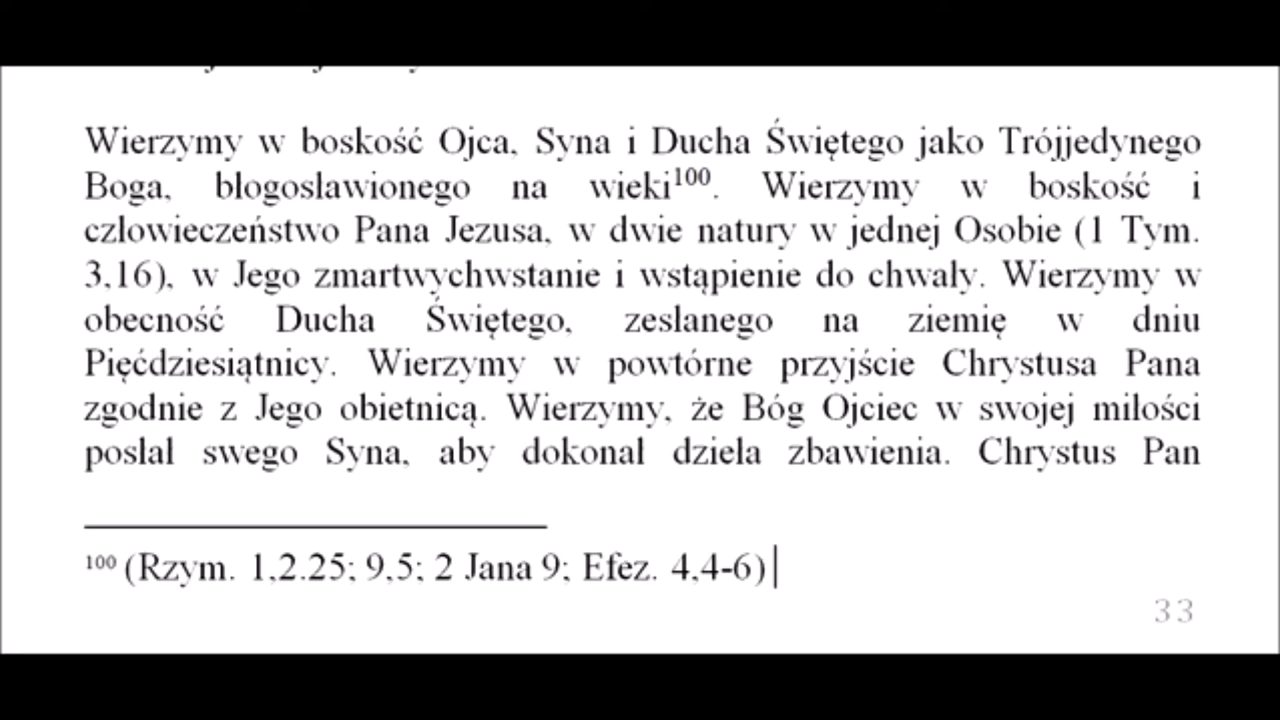 Wierzymy w boskość Ojca, Syna i Ducha Świętego jako Trójjedynego
Boga, błogosławionego na wieki100. Wierzymy w boskość i
człowieczeństwo Pana Jezusa, w dwie natury w jednej Osobie (1 Tym.
3,16), w Jego zmartwychwstanie i wstąpienie do chwały. Wierzymy w
obecność Ducha Świętego, zesłanego na ziemię w dniu
Pięćdziesiątnicy. Wierzymy w powtórne przyjście Chrystusa Pana
zgodnie z Jego obietnicą. Wierzymy, że Bóg Ojciec w swojej miłości
posłał swego Syna, aby dokonał dzieła zbawienia. Chrystus Pan
100 (Rzym. 1,2.25; 9,5; 2 Jana 9; Efez. 4,4-6)
33